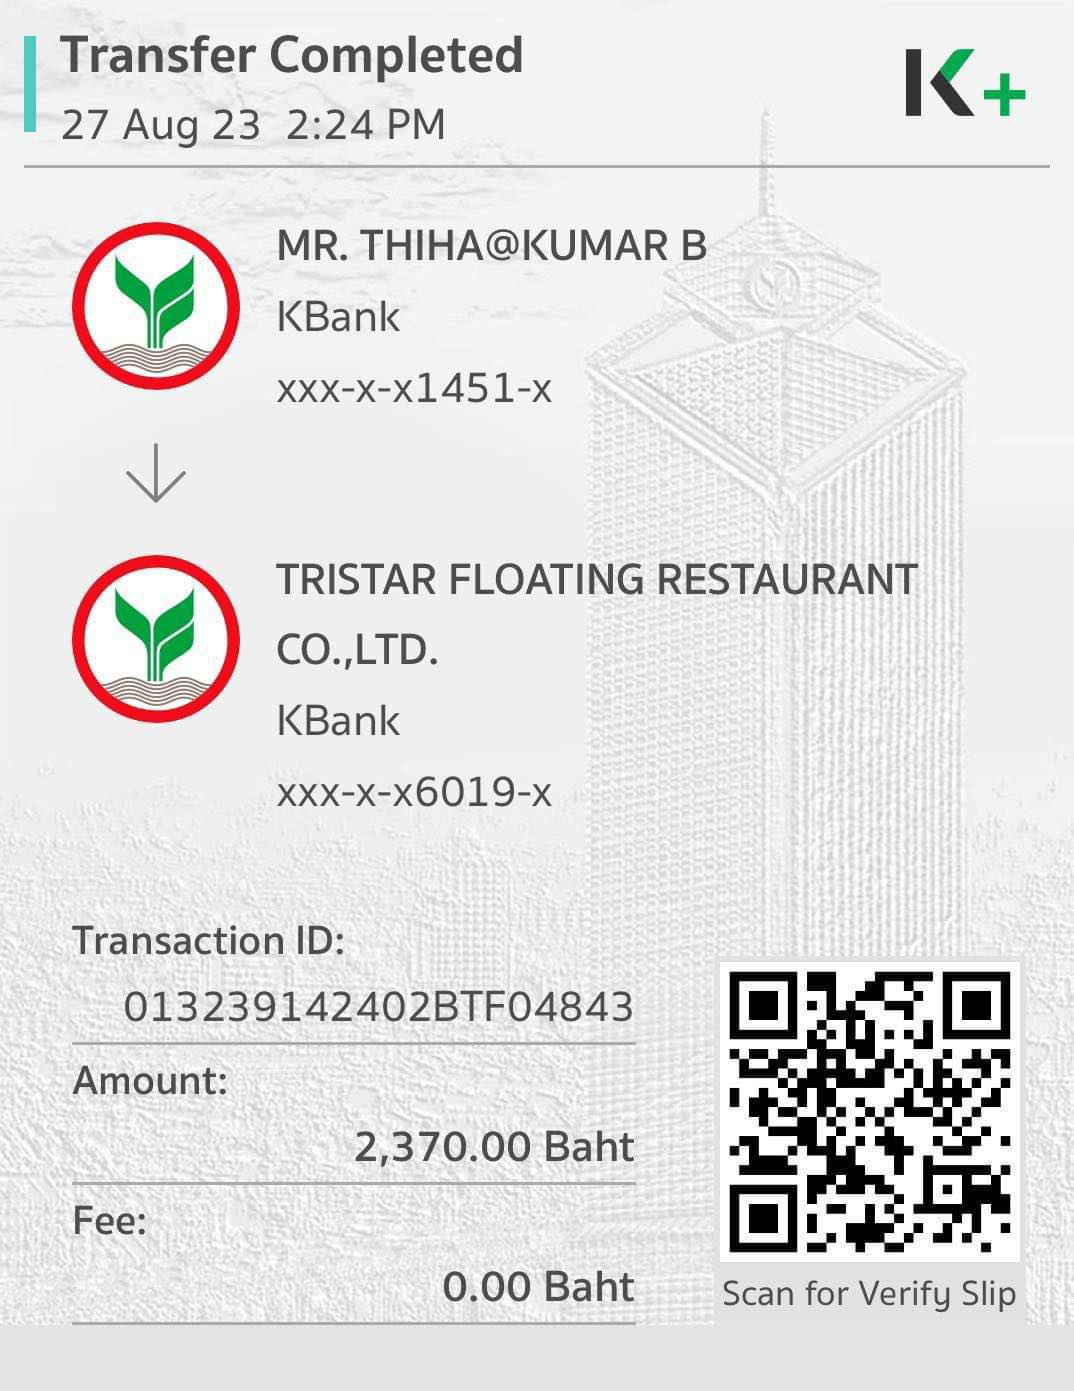 Transfer Completed
27 Aug 23 2:24 PM
K+
MR. THIHA@KUMAR B
KBank
xxx-x-x1451-x
TRISTAR FLOATING RESTAURANT
CO.,LTD.
KBank
xxx-x-x6019-x
Transaction ID:
013239142402BTF04843
Amount:
2,370.00 Baht
Fee:
0.00 Baht
Scan for Verify Slip